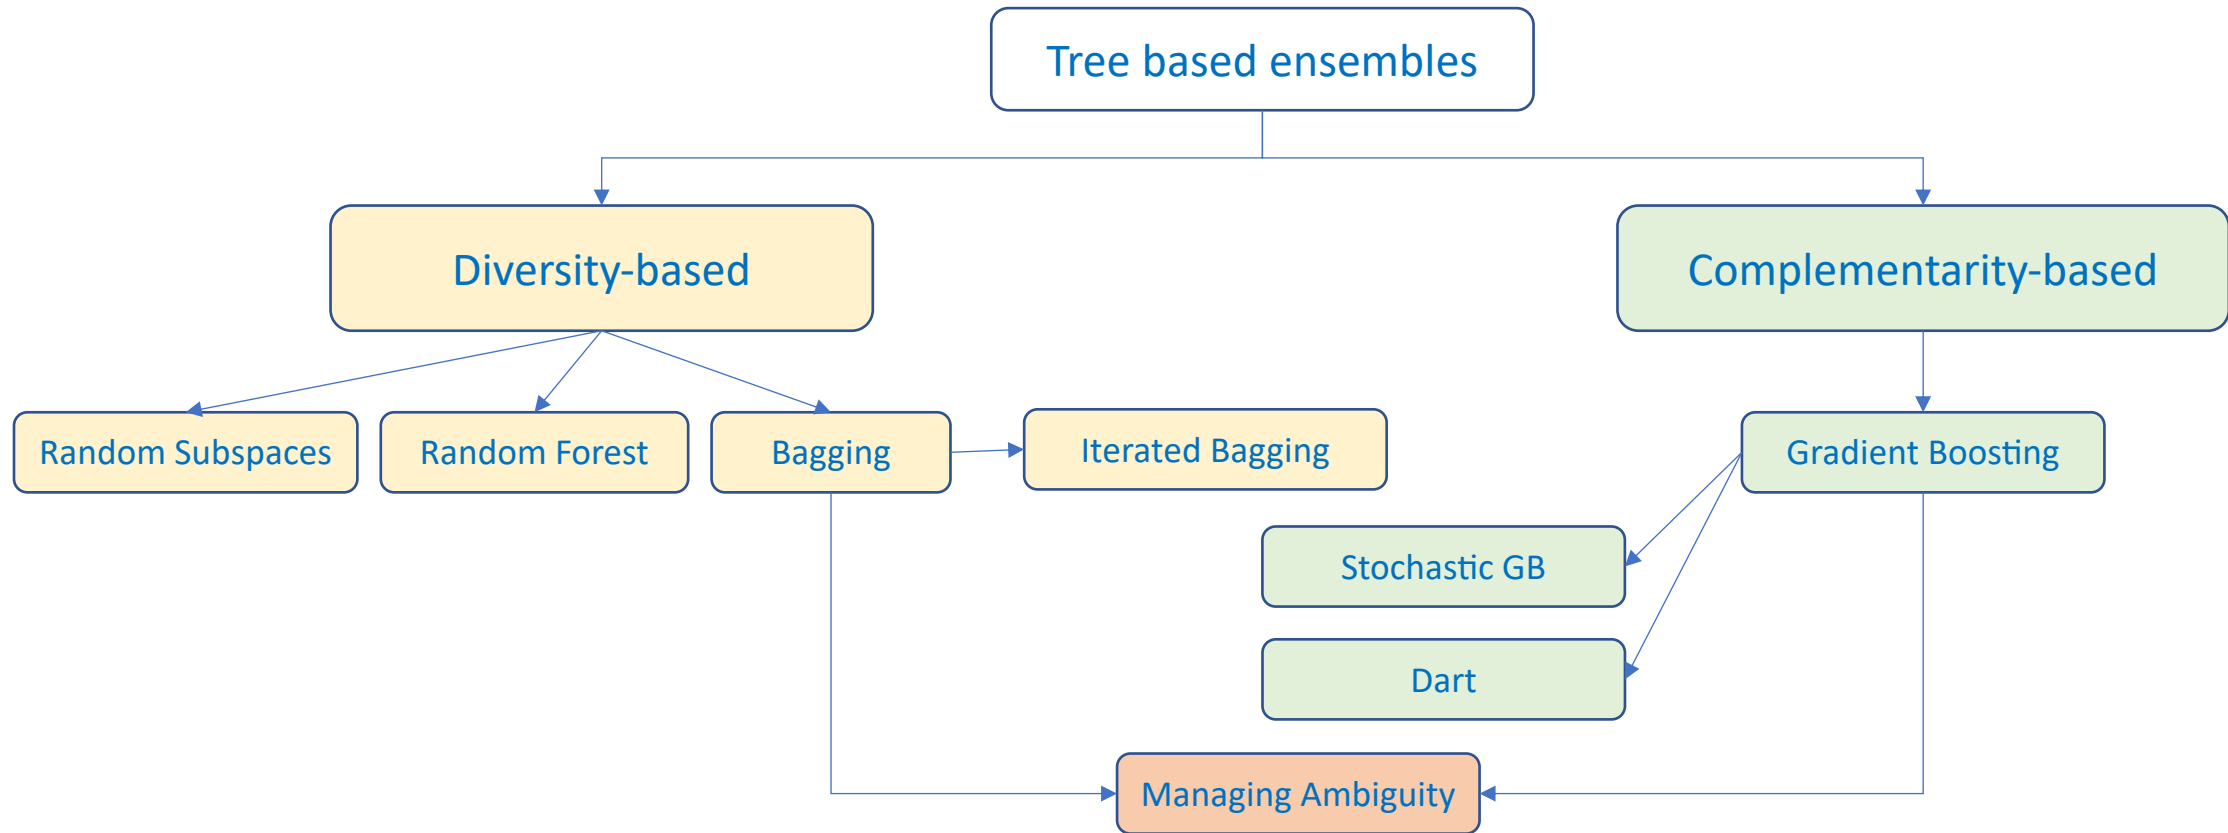 Tree based ensembles
Diversity-based
Complementarity-based
Random Subspaces
Random Forest
Bagging
Iterated Bagging
Gradient Boosting
Stochastic GB
Dart
Managing Ambiguity